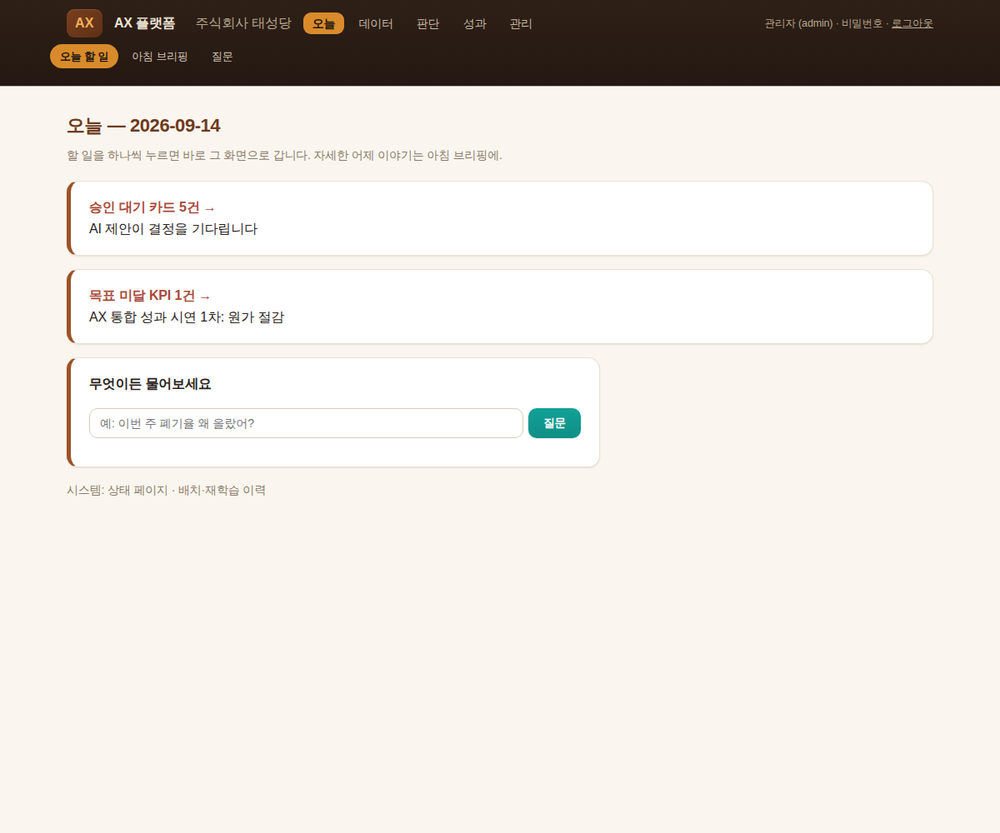 AX AX 플랫폼 주식회사 태성당 오늘 데이터 판단 성과 관리 관리자 (admin) · 비밀번호 · 로그아웃
오늘 할 일 아침 브리핑 질문
오늘 — 2026-09-14
할 일을 하나씩 누르면 바로 그 화면으로 갑니다. 자세한 어제 이야기는 아침 브리핑에.
승인 대기 카드 5건 →
AI 제안이 결정을 기다립니다
목표 미달 KPI 1건 →
AX 통합 성과 시연 1차: 원가 절감
무엇이든 물어보세요
예: 이번 주 폐기율 왜 올랐어? 질문
시스템: 상태 페이지 · 배치·재학습 이력